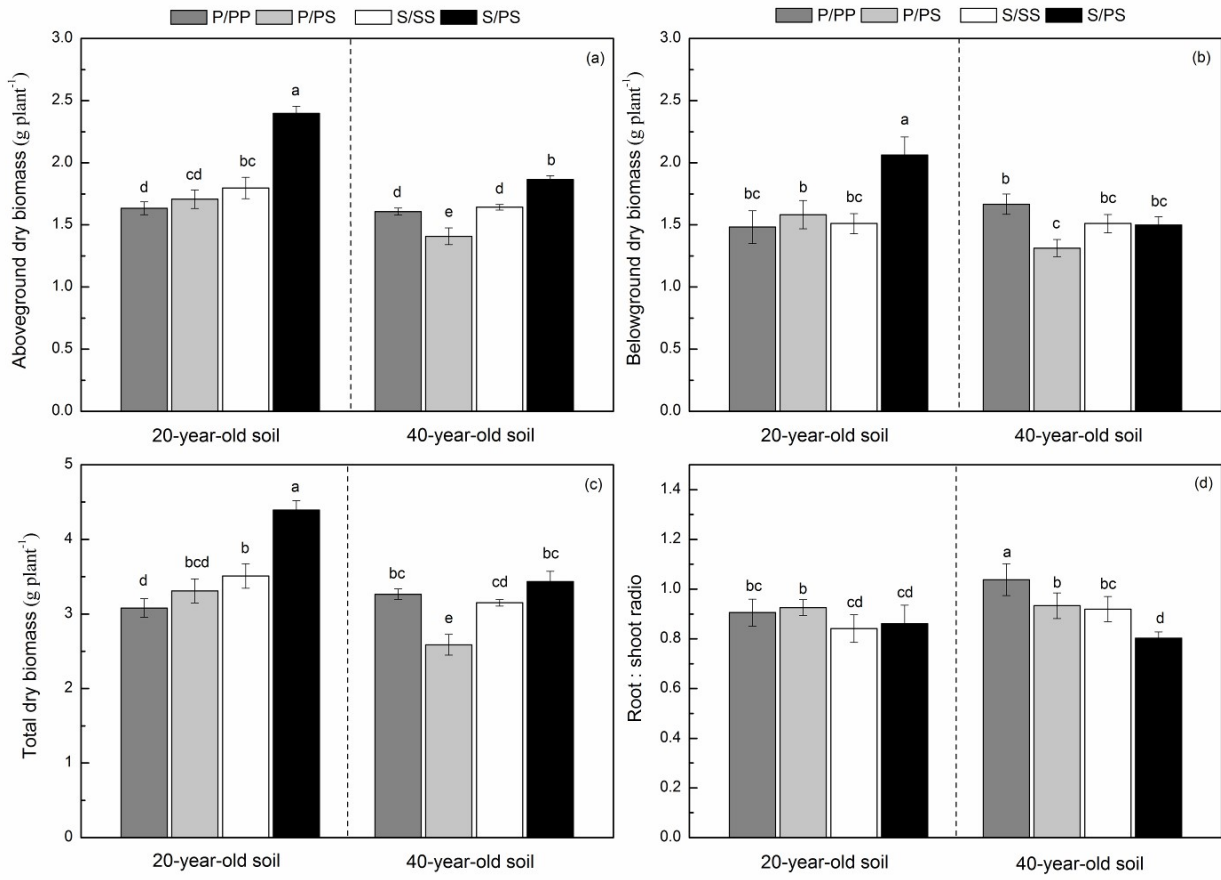 P/PP P/PS S/SS S/PS
(a)
Aboveground dry biomass (g plant⁻¹)
3.0
2.5
2.0
1.5
1.0
0.5
0.0
d cd bc a d e d b
20-year-old soil 40-year-old soil
P/PP P/PS S/SS S/PS
(b)
Belowground dry biomass (g plant⁻¹)
3.0
2.5
2.0
1.5
1.0
0.5
0.0
bc b bc a b c bc bc
20-year-old soil 40-year-old soil
(c)
Total dry biomass (g plant⁻¹)
5
4
3
2
1
0
d bcd b a bc e cd bc
20-year-old soil 40-year-old soil
(d)
Root : shoot radio
1.4
1.2
1.0
0.8
0.6
0.4
0.2
0.0
bc b cd cd a b bc d
20-year-old soil 40-year-old soil